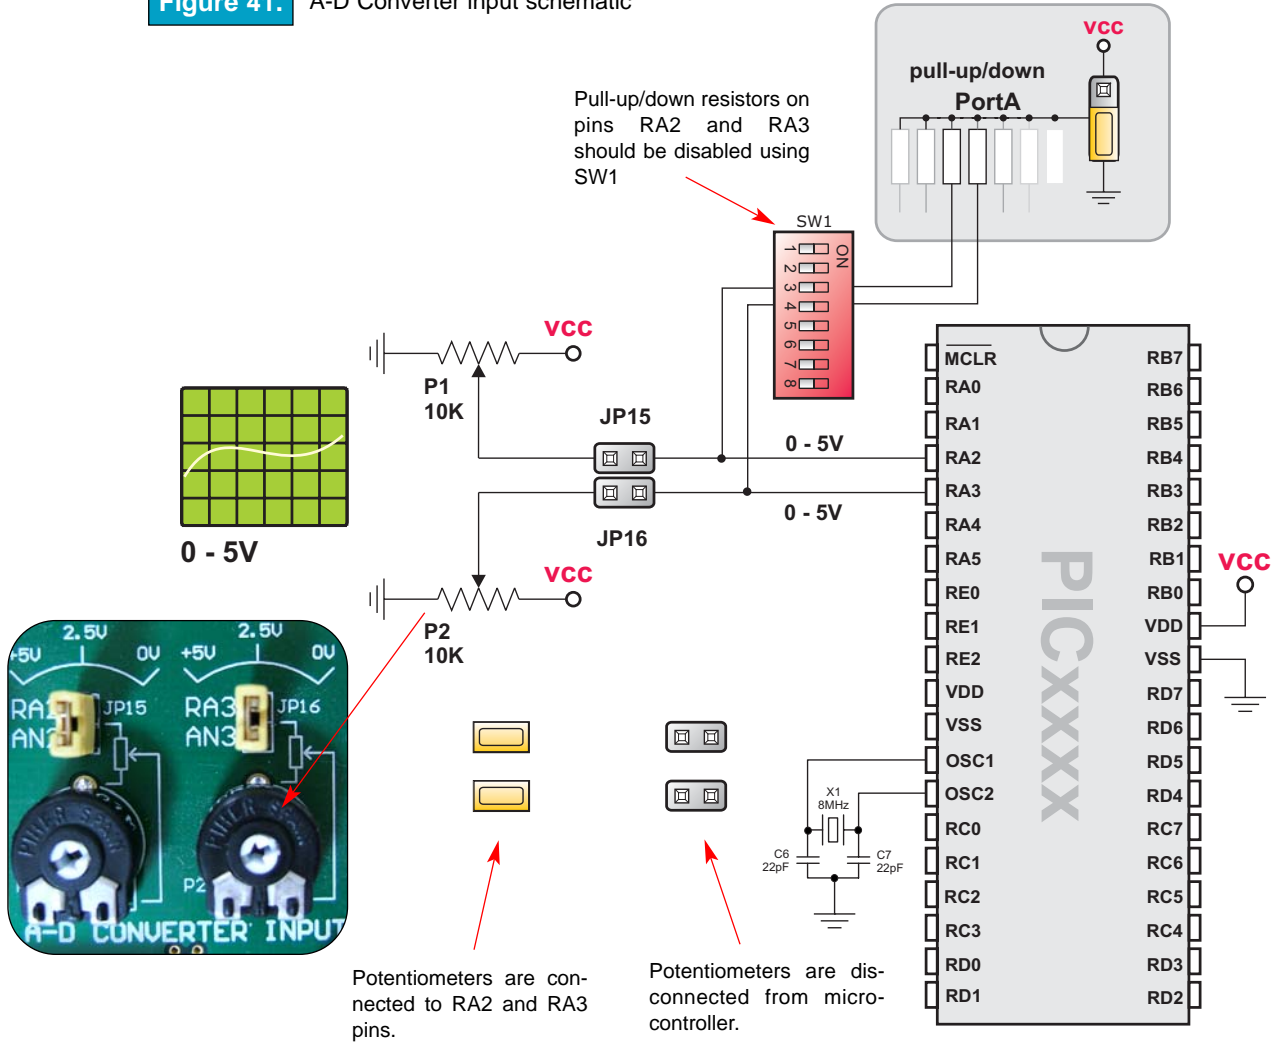 Figure 41. A-D Converter input schematic
VCC
pull-up/down
PortA
Pull-up/down resistors on
pins RA2 and RA3
should be disabled using
SW1
SW1
ON
1
2
3
4
5
6
7
8
VCC
P1
10K
JP15
0 - 5V
0 - 5V
JP16
0 - 5V
VCC
P2
10K
MCLR
RA0
RA1
RA2
RA3
RA4
RA5
RE0
RE1
RE2
VDD
VSS
OSC1
OSC2
RC0
RC1
RC2
RC3
RD0
RD1
PICxxxx
RB7
RB6
RB5
RB4
RB3
RB2
RB1
RB0
VDD
VSS
RD7
RD6
RD5
RD4
RC7
RC6
RC5
RC4
RD3
RD2
VCC
X1
8MHz
C6
22pF
C7
22pF
+5V 2.5V 0V
+5V 2.5V 0V
JP15
RA3 JP16
AN3
PIHER
PIHER
P2
A-D CONVERTER INPUT
Potentiometers are con-
nected to RA2 and RA3
pins.
Potentiometers are dis-
connected from micro-
controller.